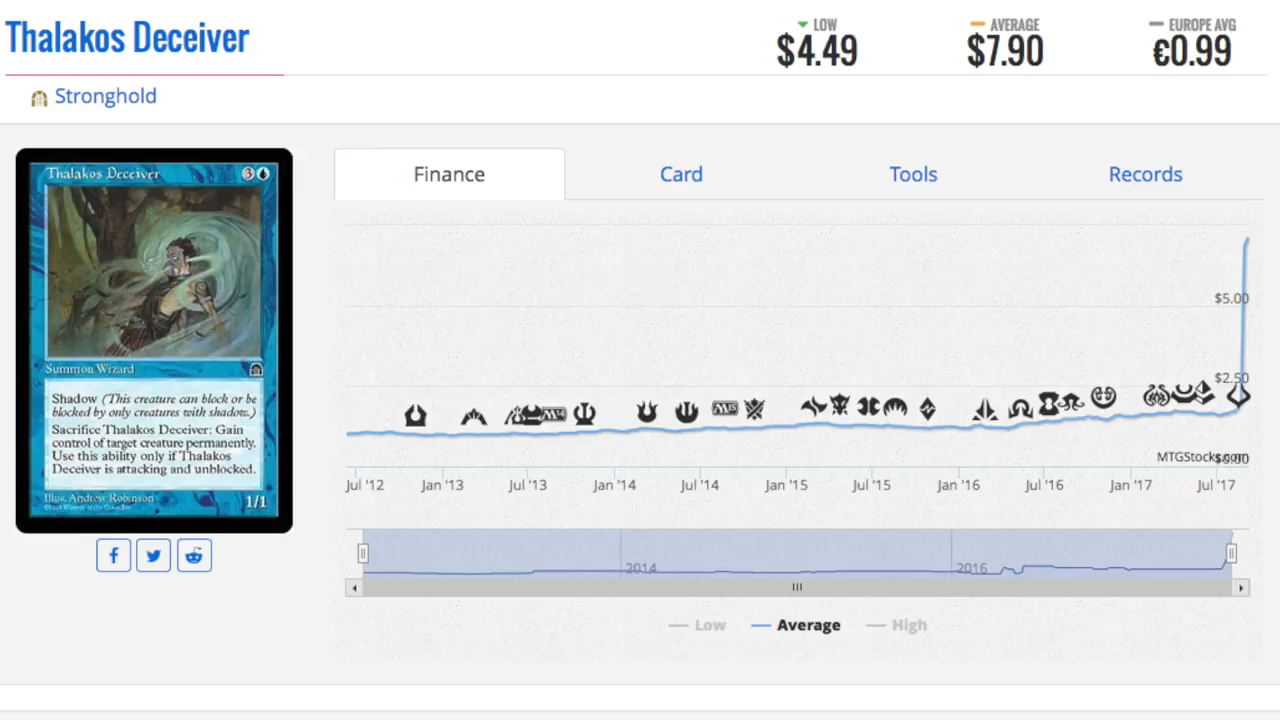 Thalakos Deceiver
LOW
$4.49
AVERAGE
$7.90
EUROPE AVG
€0.99
Stronghold
Thalakos Deceiver
3
Summon Wizard
Shadow (This creature can block or be
blocked by only creatures with shadow.)
Sacrifice Thalakos Deceiver: Gain
control of target creature permanently.
Use this ability only if Thalakos
Deceiver is attacking and unblocked.
Illus. Andrew Robinson
1/1
Finance
Card
Tools
Records
$5.00
$2.50
$0.00
MTGStocks.com
Jul '12
Jan '13
Jul '13
Jan '14
Jul '14
Jan '15
Jul '15
Jan '16
Jul '16
Jan '17
Jul '17
2014
2016
Low
Average
High